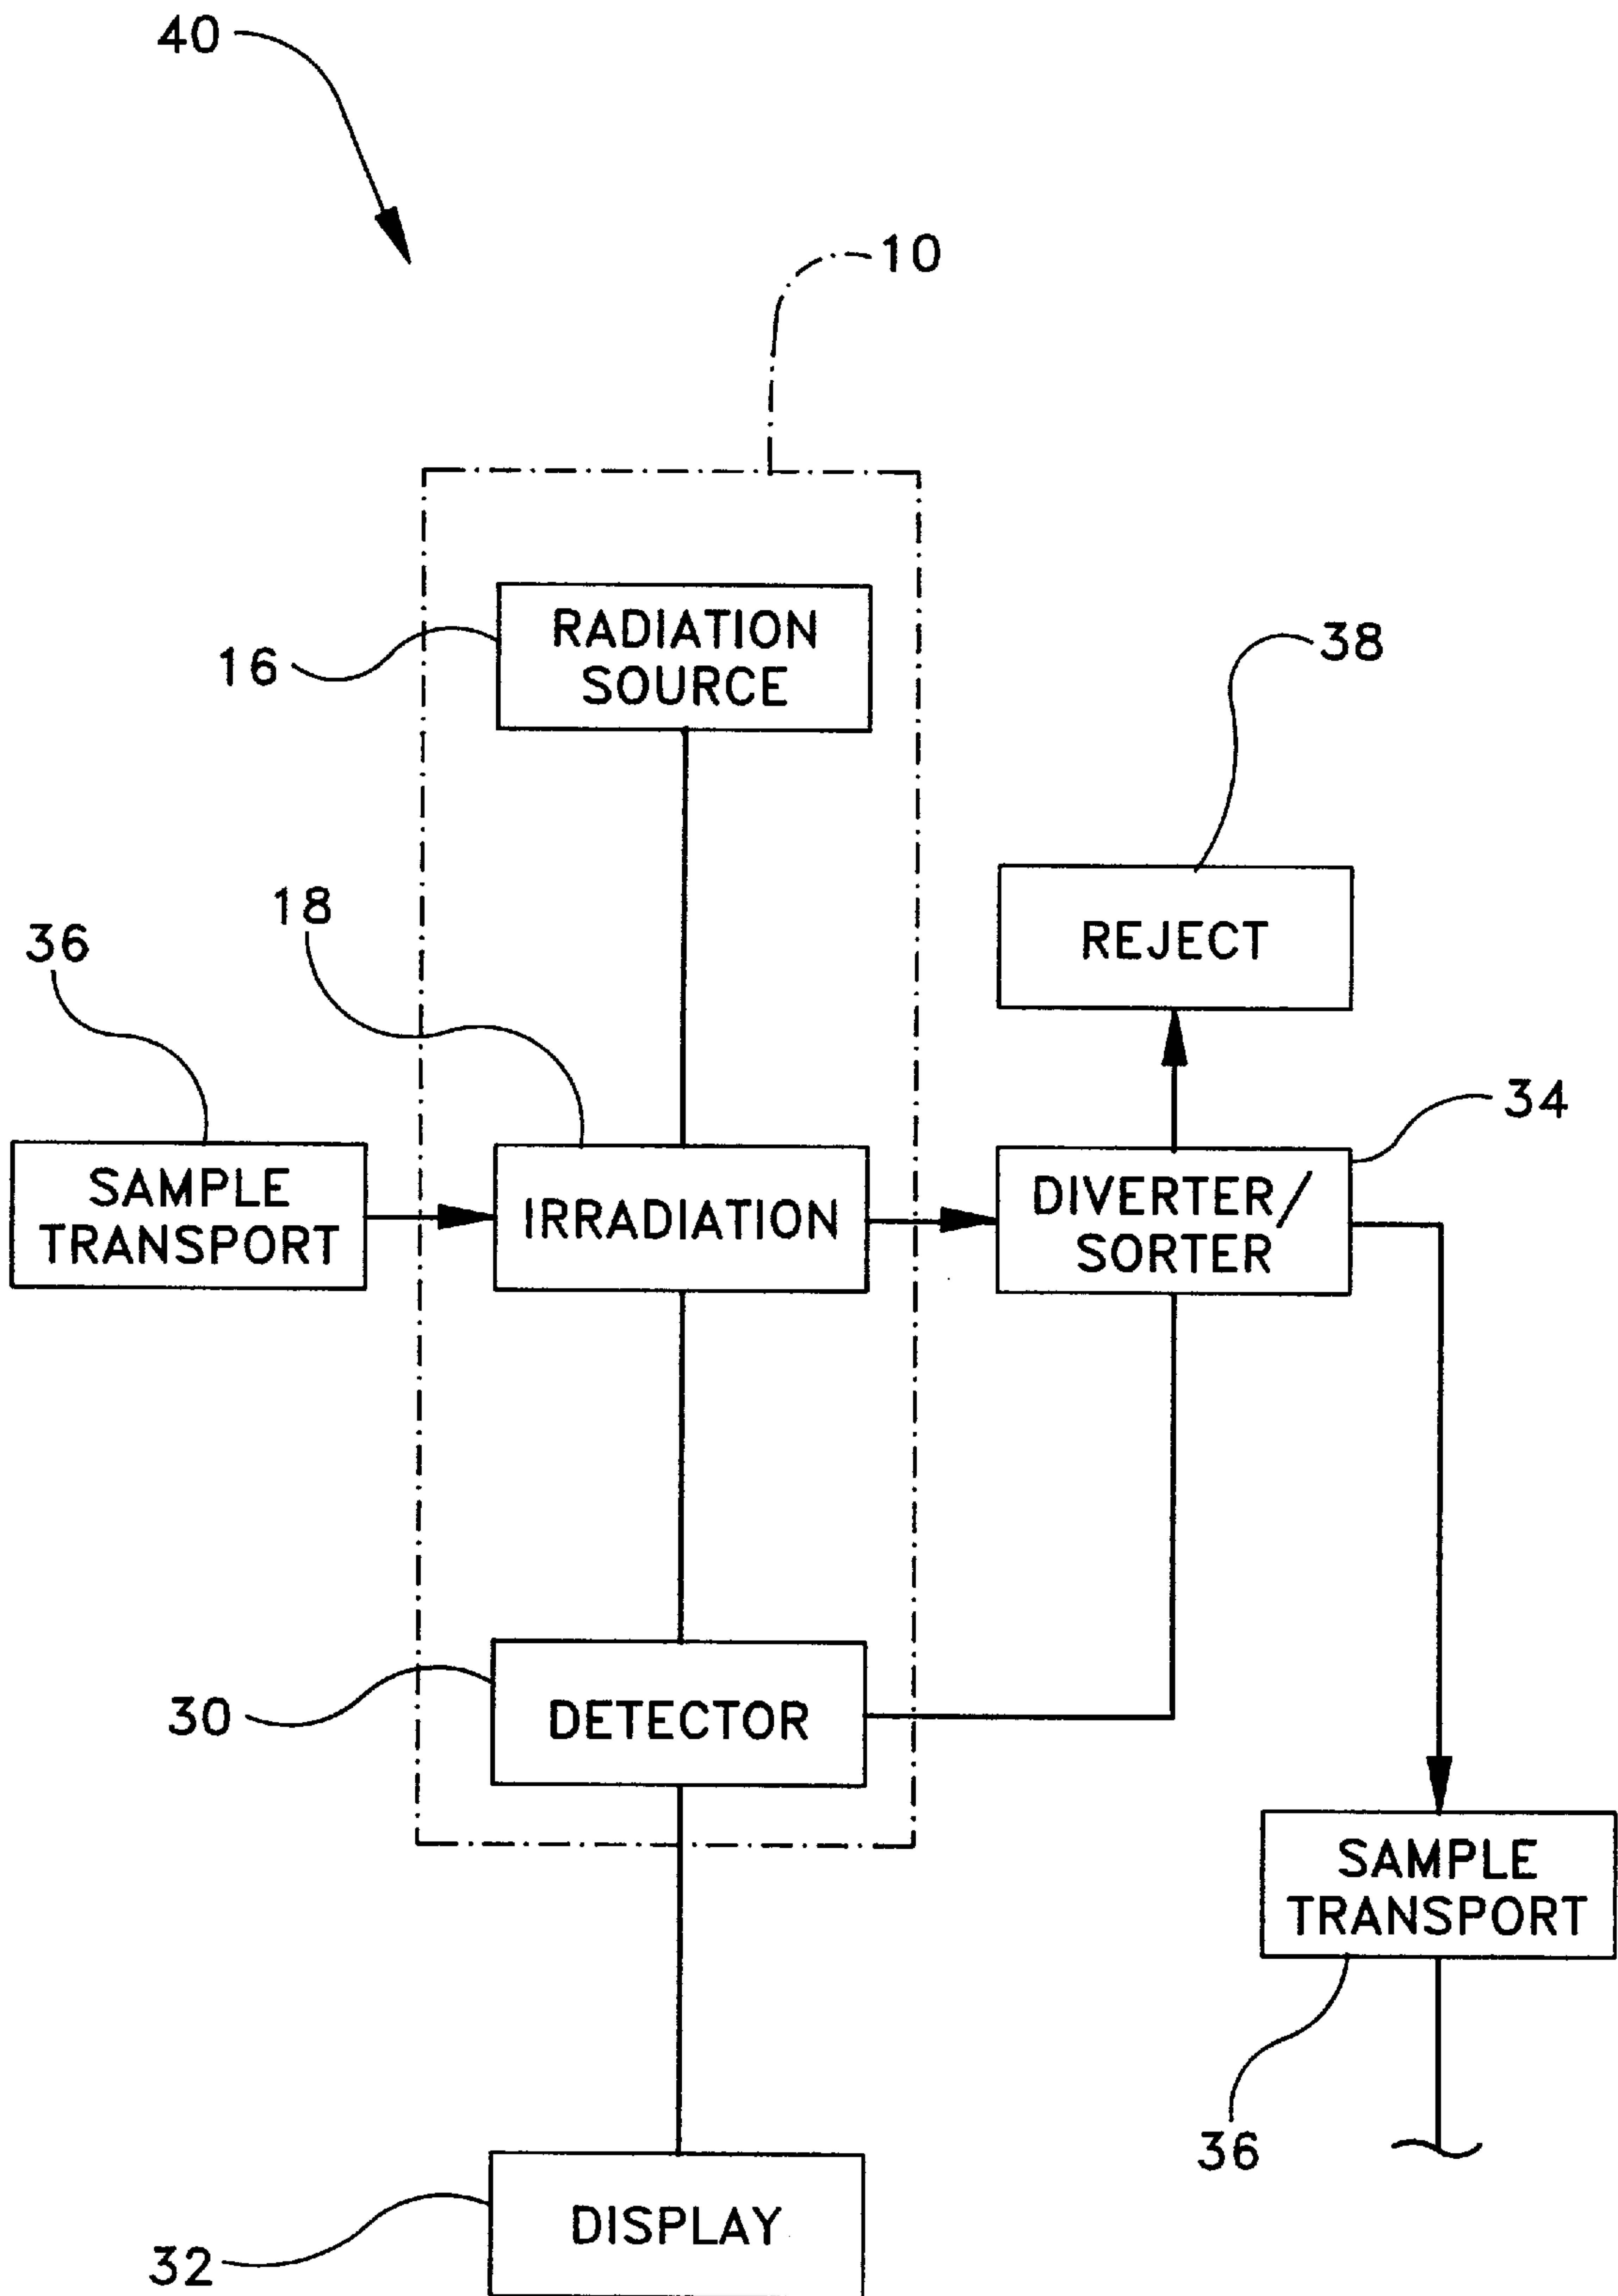 40
10
RADIATION
SOURCE
16
38
18
REJECT
36
34
SAMPLE
TRANSPORT
IRRADIATION
DIVERTER/
SORTER
30
DETECTOR
SAMPLE
TRANSPORT
36
DISPLAY
32